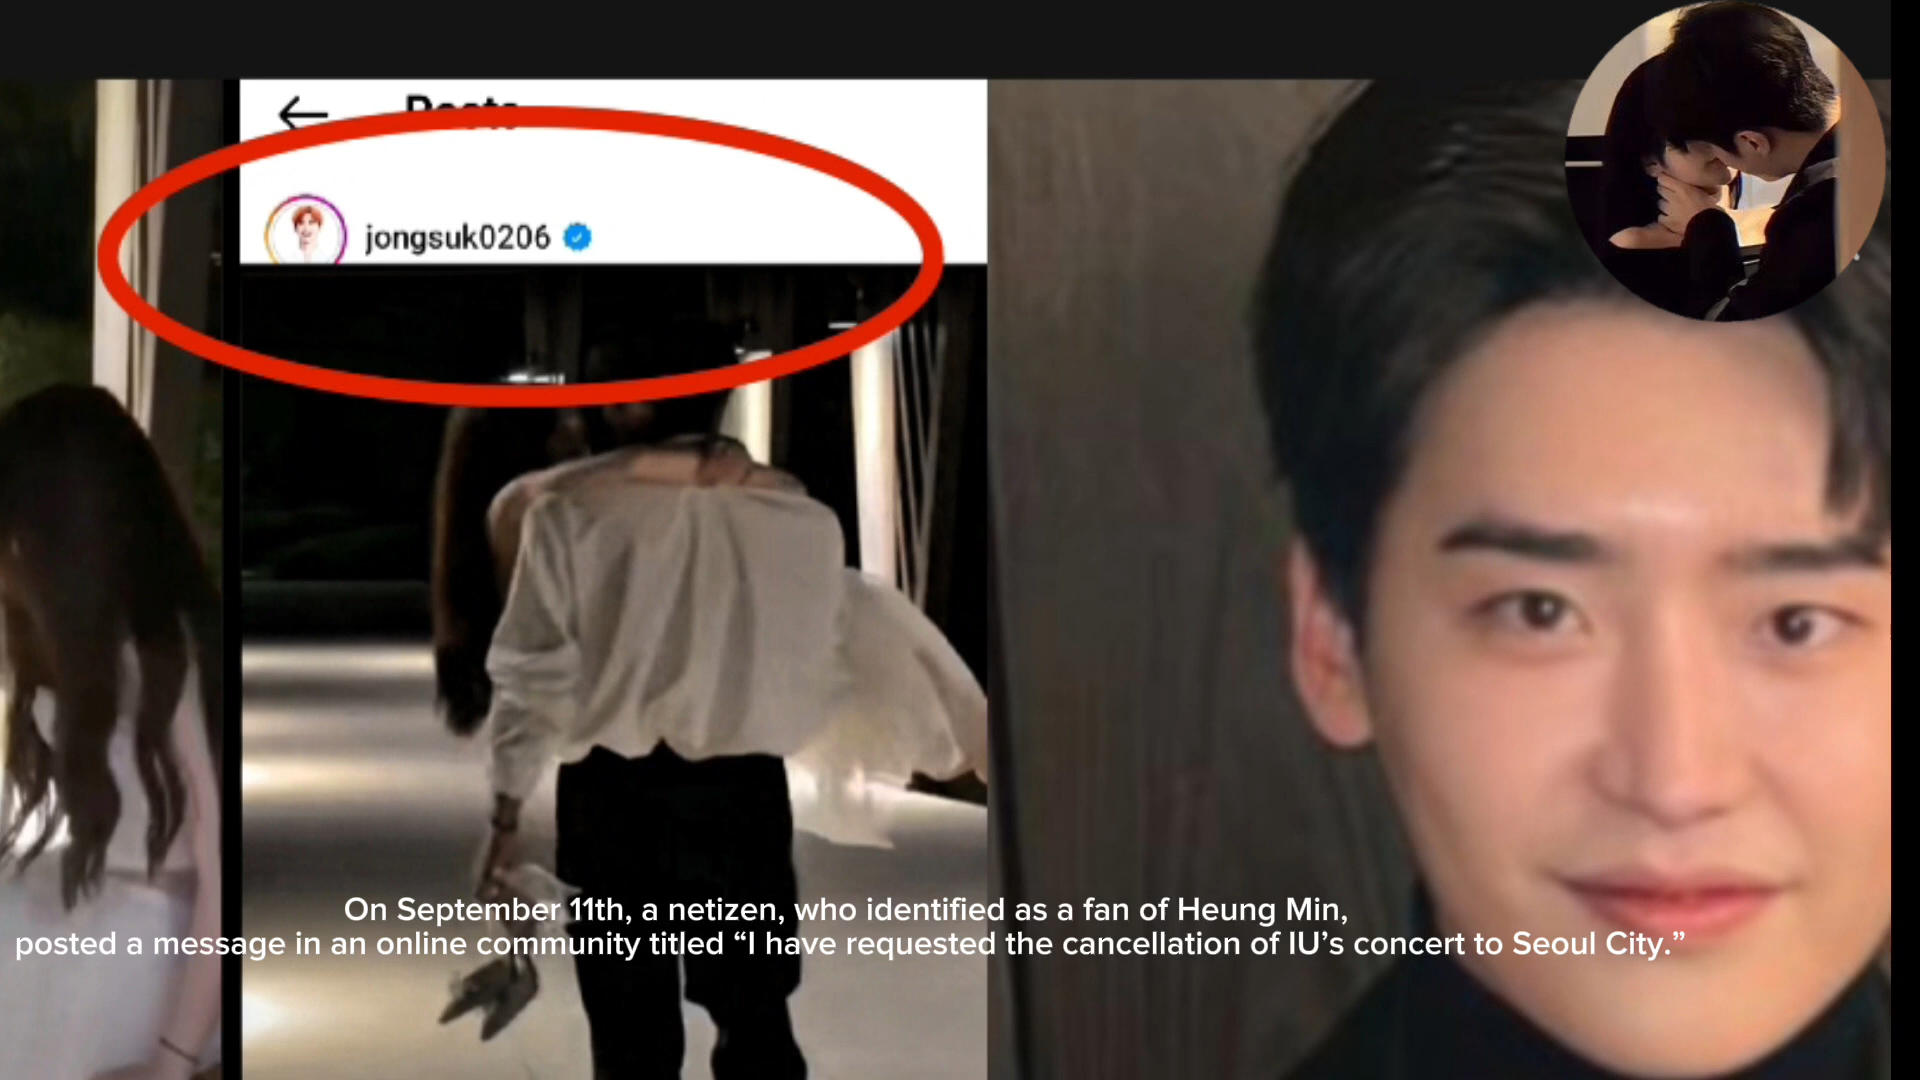 Posts
jongsuk0206
On September 11th, a netizen, who identified as a fan of Heung Min,
posted a message in an online community titled “I have requested the cancellation of IU’s concert to Seoul City.”